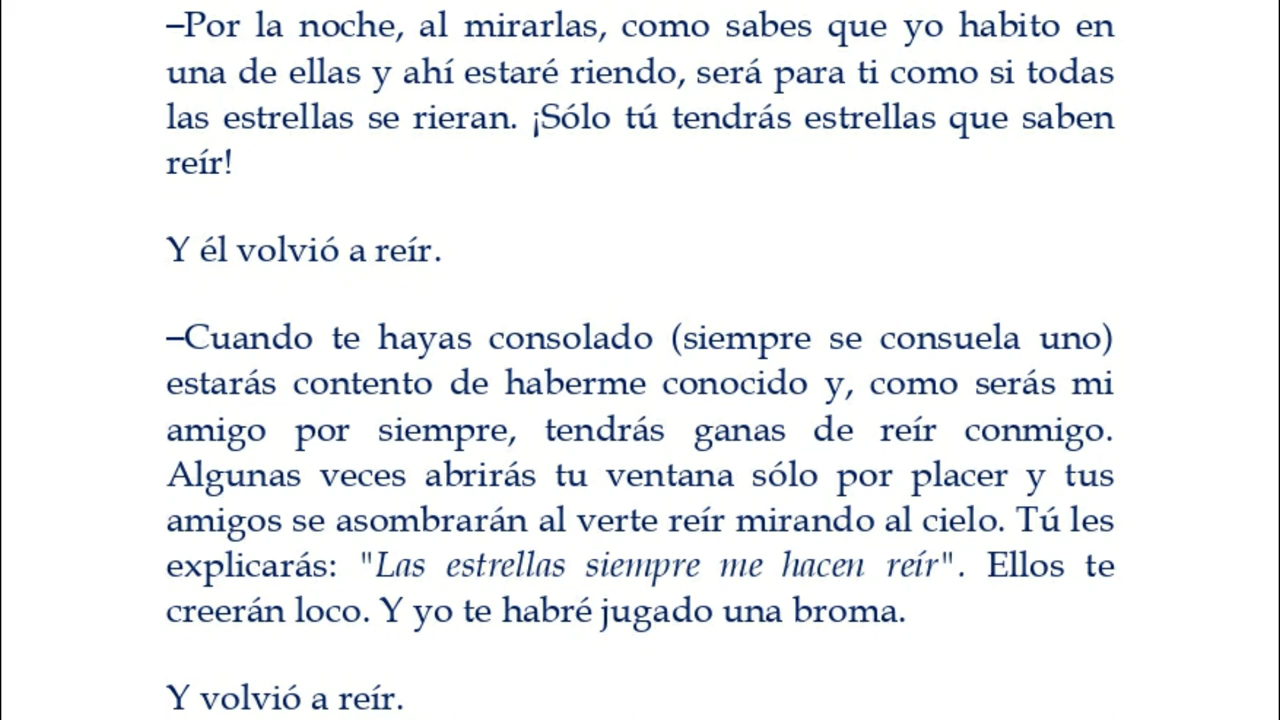 –Por la noche, al mirarlas, como sabes que yo habito en
una de ellas y ahí estaré riendo, será para ti como si todas
las estrellas se rieran. ¡Sólo tú tendrás estrellas que saben
reír!
Y él volvió a reír.
–Cuando te hayas consolado (siempre se consuela uno)
estarás contento de haberme conocido y, como serás mi
amigo por siempre, tendrás ganas de reír conmigo.
Algunas veces abrirás tu ventana sólo por placer y tus
amigos se asombrarán al verte reír mirando al cielo. Tú les
explicarás: "Las estrellas siempre me hacen reír". Ellos te
creerán loco. Y yo te habré jugado una broma.
Y volvió a reír.